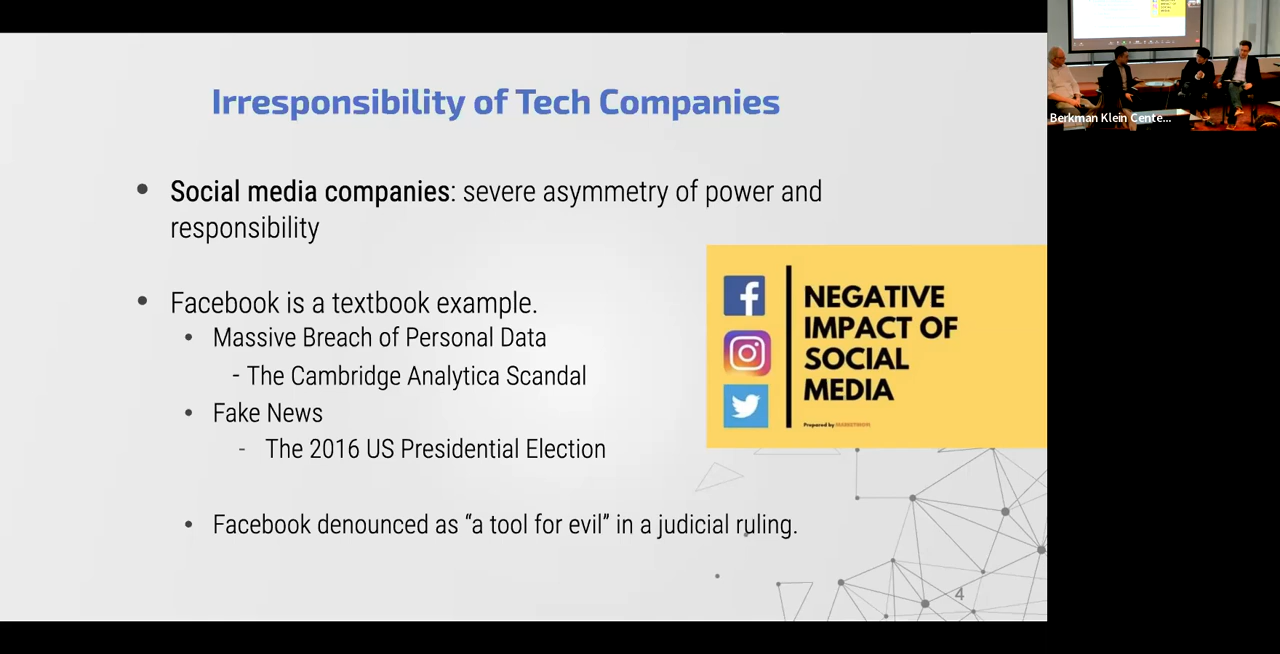 Irresponsibility of Tech Companies
• Social media companies: severe asymmetry of power and
responsibility
• Facebook is a textbook example.
• Massive Breach of Personal Data
- The Cambridge Analytica Scandal
• Fake News
- The 2016 US Presidential Election
• Facebook denounced as “a tool for evil” in a judicial ruling.
NEGATIVE
IMPACT OF
SOCIAL
MEDIA
Prepared by MARKETINGVI
4
Berkman Klein Cente...